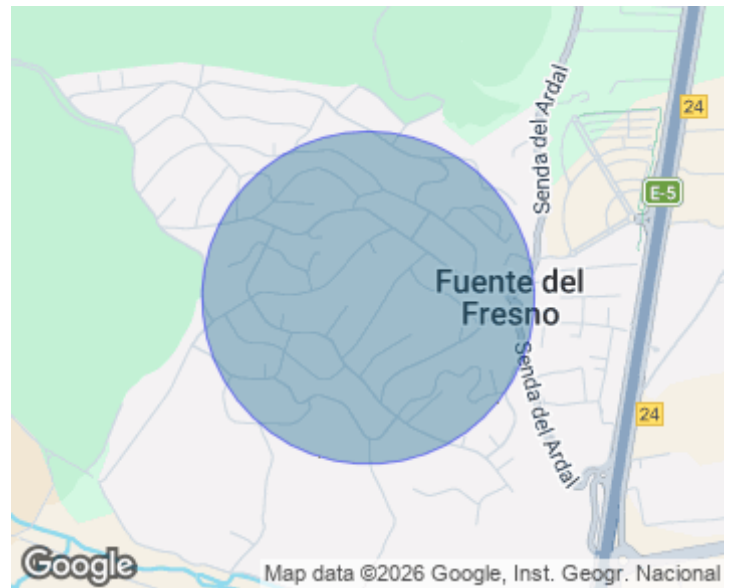 Senda del Ardal
24
E-5
Fuente del
Fresno
Senda del Ardal
24
Google
Map data ©2026 Google, Inst. Geogr. Nacional